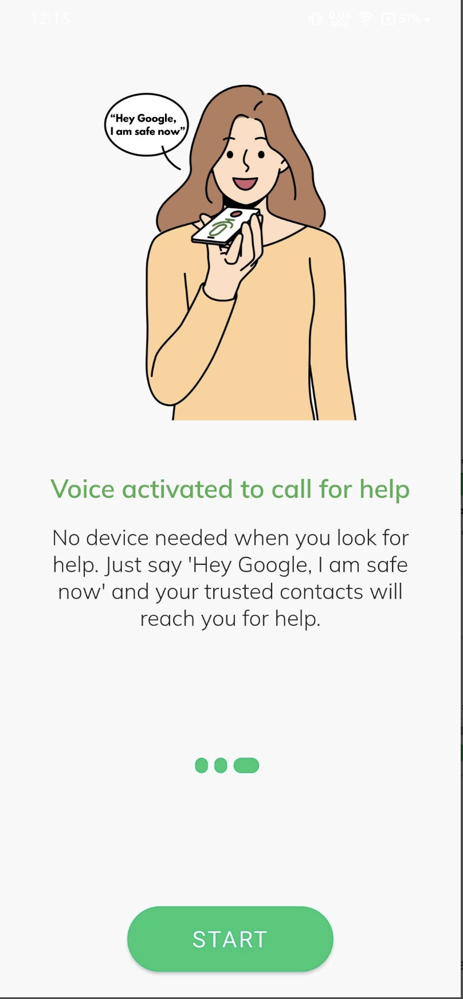 12:13
0.08
KB/S
51%
“Hey Google,
I am safe now”
Voice activated to call for help
No device needed when you look for
help. Just say 'Hey Google, I am safe
now' and your trusted contacts will
reach you for help.
START